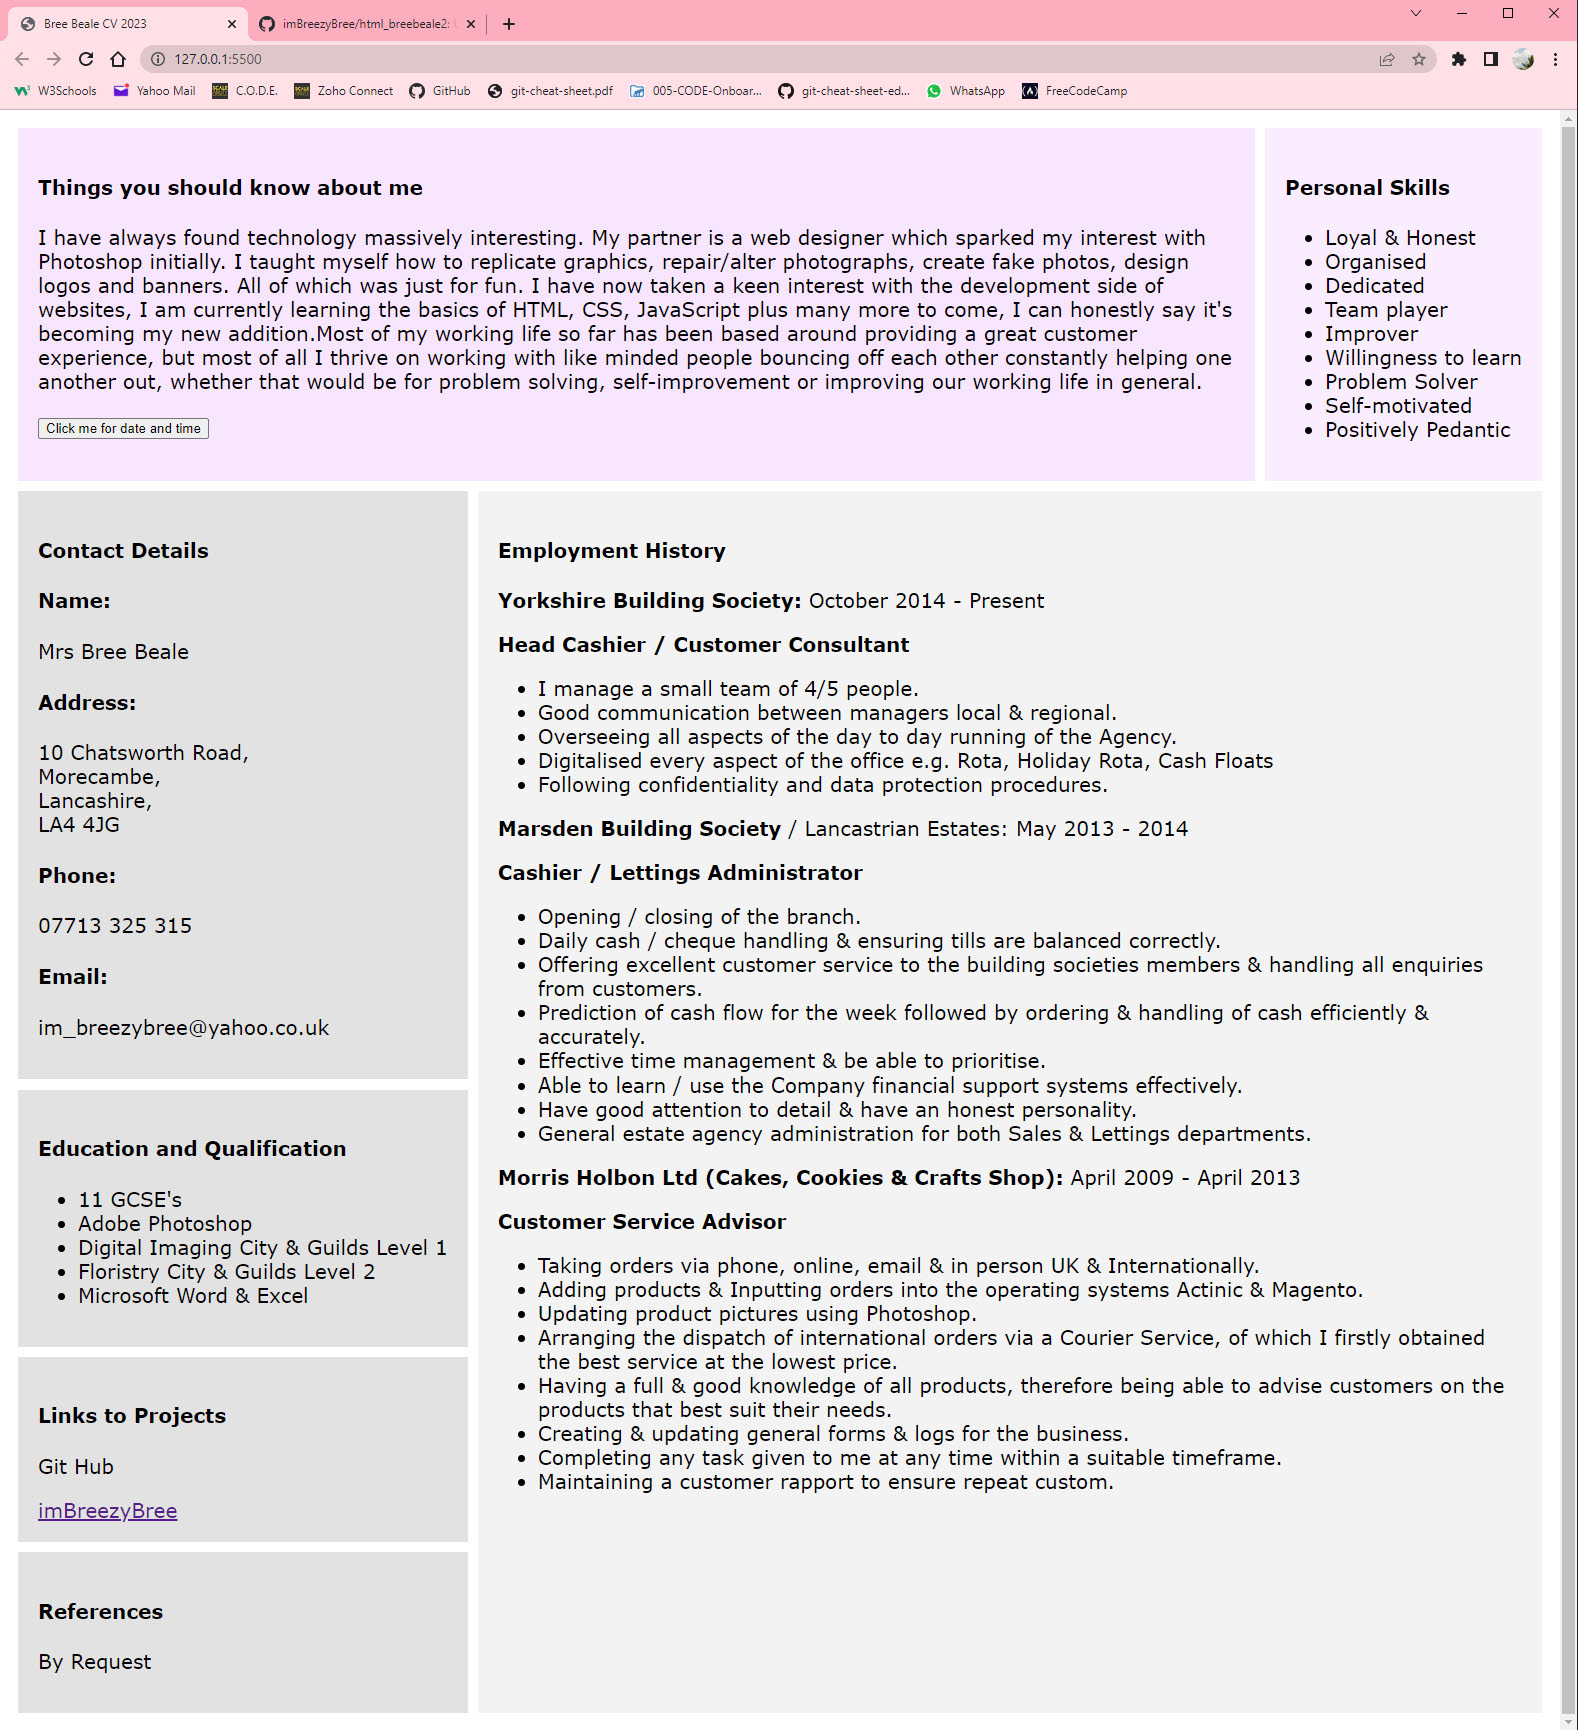 Bree Beale CV 2023
imBreezyBree/html_breebeale2:
127.0.0.1:5500
W3Schools
Yahoo Mail
C.O.D.E.
Zoho Connect
GitHub
git-cheat-sheet.pdf
005-CODE-Onboar...
git-cheat-sheet-ed...
WhatsApp
FreeCodeCamp
Things you should know about me
I have always found technology massively interesting. My partner is a web designer which sparked my interest with
Photoshop initially. I taught myself how to replicate graphics, repair/alter photographs, create fake photos, design
logos and banners. All of which was just for fun. I have now taken a keen interest with the development side of
websites, I am currently learning the basics of HTML, CSS, JavaScript plus many more to come, I can honestly say it's
becoming my new addition.Most of my working life so far has been based around providing a great customer
experience, but most of all I thrive on working with like minded people bouncing off each other constantly helping one
another out, whether that would be for problem solving, self-improvement or improving our working life in general.
Click me for date and time
Personal Skills
Loyal & Honest
Organised
Dedicated
Team player
Improver
Willingness to learn
Problem Solver
Self-motivated
Positively Pedantic
Contact Details
Name:
Mrs Bree Beale
Address:
10 Chatsworth Road,
Morecambe,
Lancashire,
LA4 4JG
Phone:
07713 325 315
Email:
im_breezybree@yahoo.co.uk
Education and Qualification
11 GCSE's
Adobe Photoshop
Digital Imaging City & Guilds Level 1
Floristry City & Guilds Level 2
Microsoft Word & Excel
Links to Projects
Git Hub
imBreezyBree
References
By Request
Employment History
Yorkshire Building Society: October 2014 - Present
Head Cashier / Customer Consultant
I manage a small team of 4/5 people.
Good communication between managers local & regional.
Overseeing all aspects of the day to day running of the Agency.
Digitalised every aspect of the office e.g. Rota, Holiday Rota, Cash Floats
Following confidentiality and data protection procedures.
Marsden Building Society / Lancastrian Estates: May 2013 - 2014
Cashier / Lettings Administrator
Opening / closing of the branch.
Daily cash / cheque handling & ensuring tills are balanced correctly.
Offering excellent customer service to the building societies members & handling all enquiries
from customers.
Prediction of cash flow for the week followed by ordering & handling of cash efficiently &
accurately.
Effective time management & be able to prioritise.
Able to learn / use the Company financial support systems effectively.
Have good attention to detail & have an honest personality.
General estate agency administration for both Sales & Lettings departments.
Morris Holbon Ltd (Cakes, Cookies & Crafts Shop): April 2009 - April 2013
Customer Service Advisor
Taking orders via phone, online, email & in person UK & Internationally.
Adding products & Inputting orders into the operating systems Actinic & Magento.
Updating product pictures using Photoshop.
Arranging the dispatch of international orders via a Courier Service, of which I firstly obtained
the best service at the lowest price.
Having a full & good knowledge of all products, therefore being able to advise customers on the
products that best suit their needs.
Creating & updating general forms & logs for the business.
Completing any task given to me at any time within a suitable timeframe.
Maintaining a customer rapport to ensure repeat custom.